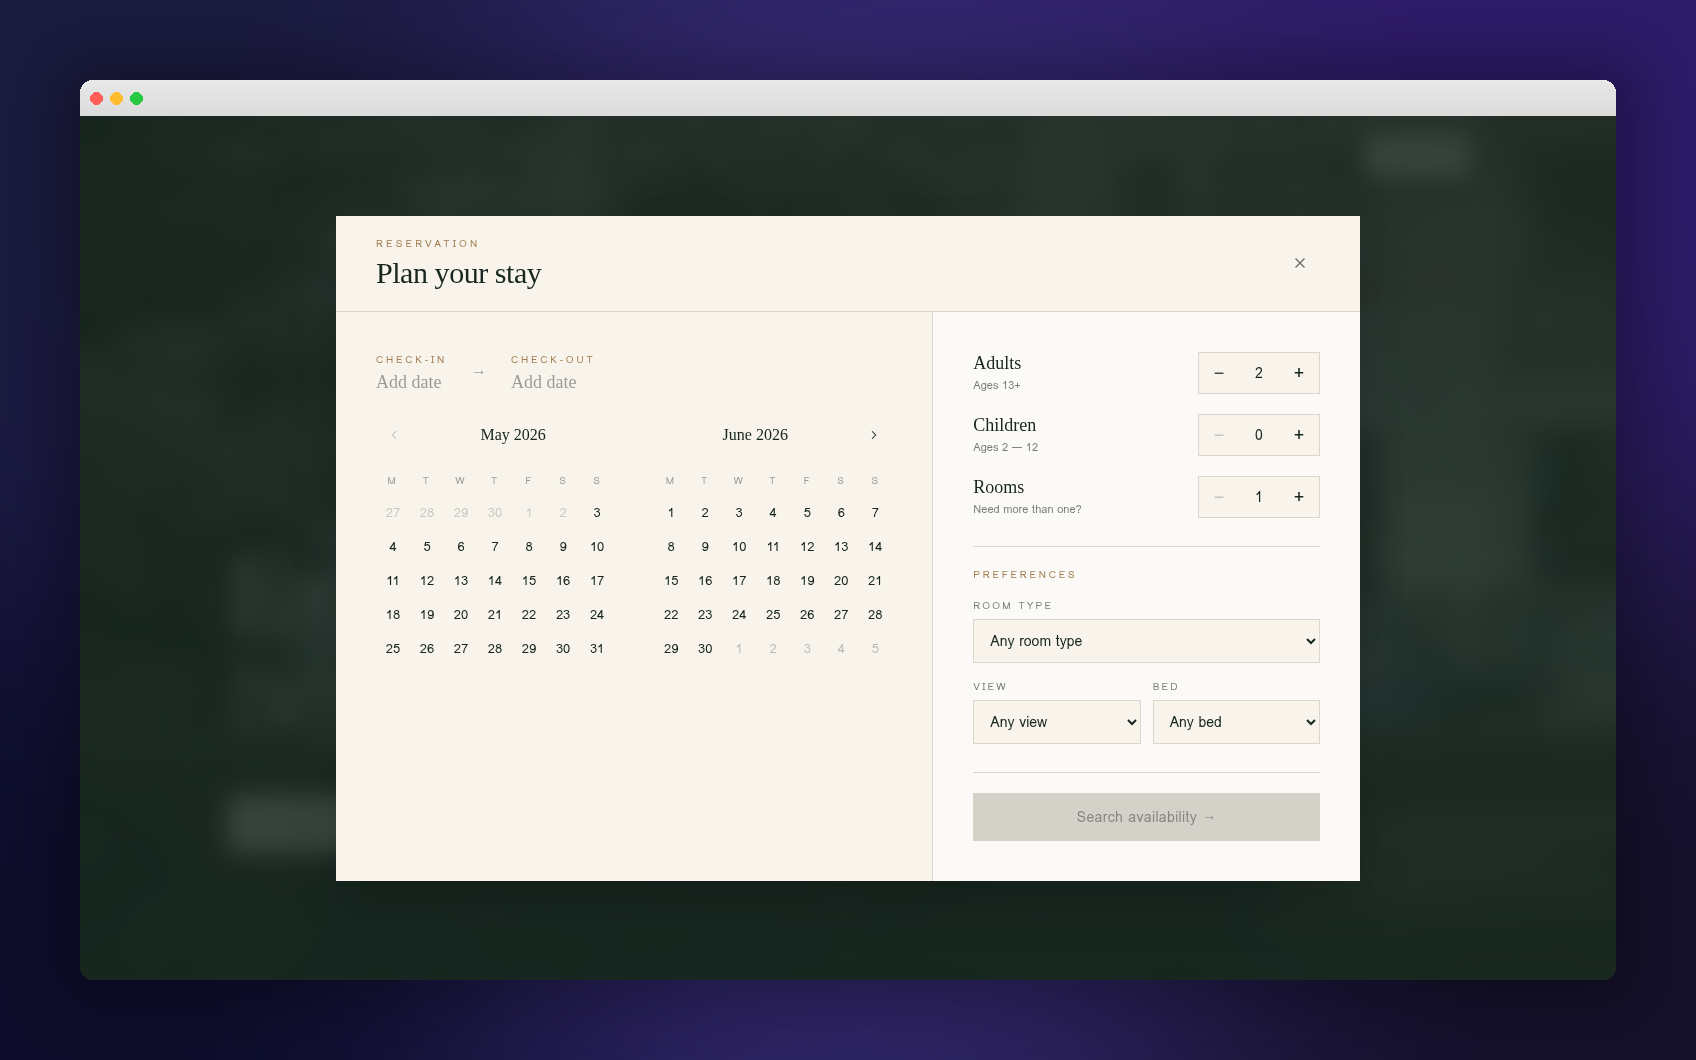 RESERVATION
Plan your stay
×
CHECK-IN → CHECK-OUT
Add date Add date
‹ May 2026
M T W T F S S
27 28 29 30 1 2 3
4 5 6 7 8 9 10
11 12 13 14 15 16 17
18 19 20 21 22 23 24
25 26 27 28 29 30 31
June 2026 ›
M T W T F S S
1 2 3 4 5 6 7
8 9 10 11 12 13 14
15 16 17 18 19 20 21
22 23 24 25 26 27 28
29 30 1 2 3 4 5
Adults
Ages 13+
− 2 +
Children
Ages 2 — 12
− 0 +
Rooms
Need more than one?
− 1 +
PREFERENCES
ROOM TYPE
Any room type
VIEW
Any view
BED
Any bed
Search availability →